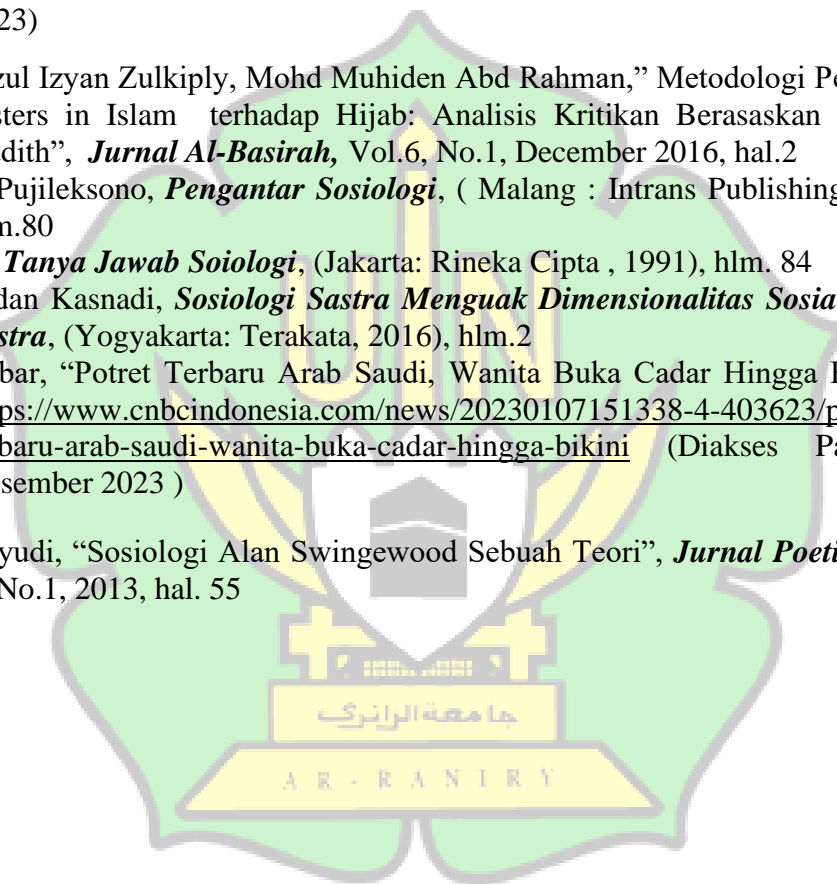 23)
zul Izyan Zulkiply, Mohd Muhiden Abd Rahman,” Metodologi Pe
sters in Islam terhadap Hijab: Analisis Kritikan Berasaskan
dith”, Jurnal Al-Basirah, Vol.6, No.1, December 2016, hal.2
Pujileksono, Pengantar Sosiologi, ( Malang : Intrans Publishing
m.80
Tanya Jawab Soiologi, (Jakarta: Rineka Cipta , 1991), hlm. 84
dan Kasnadi, Sosiologi Sastra Menguak Dimensionalitas Sosia
stra, (Yogyakarta: Terakata, 2016), hlm.2
bar, “Potret Terbaru Arab Saudi, Wanita Buka Cadar Hingga
ps://www.cnbcindonesia.com/news/20230107151338-4-403623/p
baru-arab-saudi-wanita-buka-cadar-hingga-bikini (Diakses Pa
sember 2023 )
yudi, “Sosiologi Alan Swingewood Sebuah Teori”, Jurnal Poeti
No.1, 2013, hal. 55
UIN
جامعة الرانري
AR-RANIRY